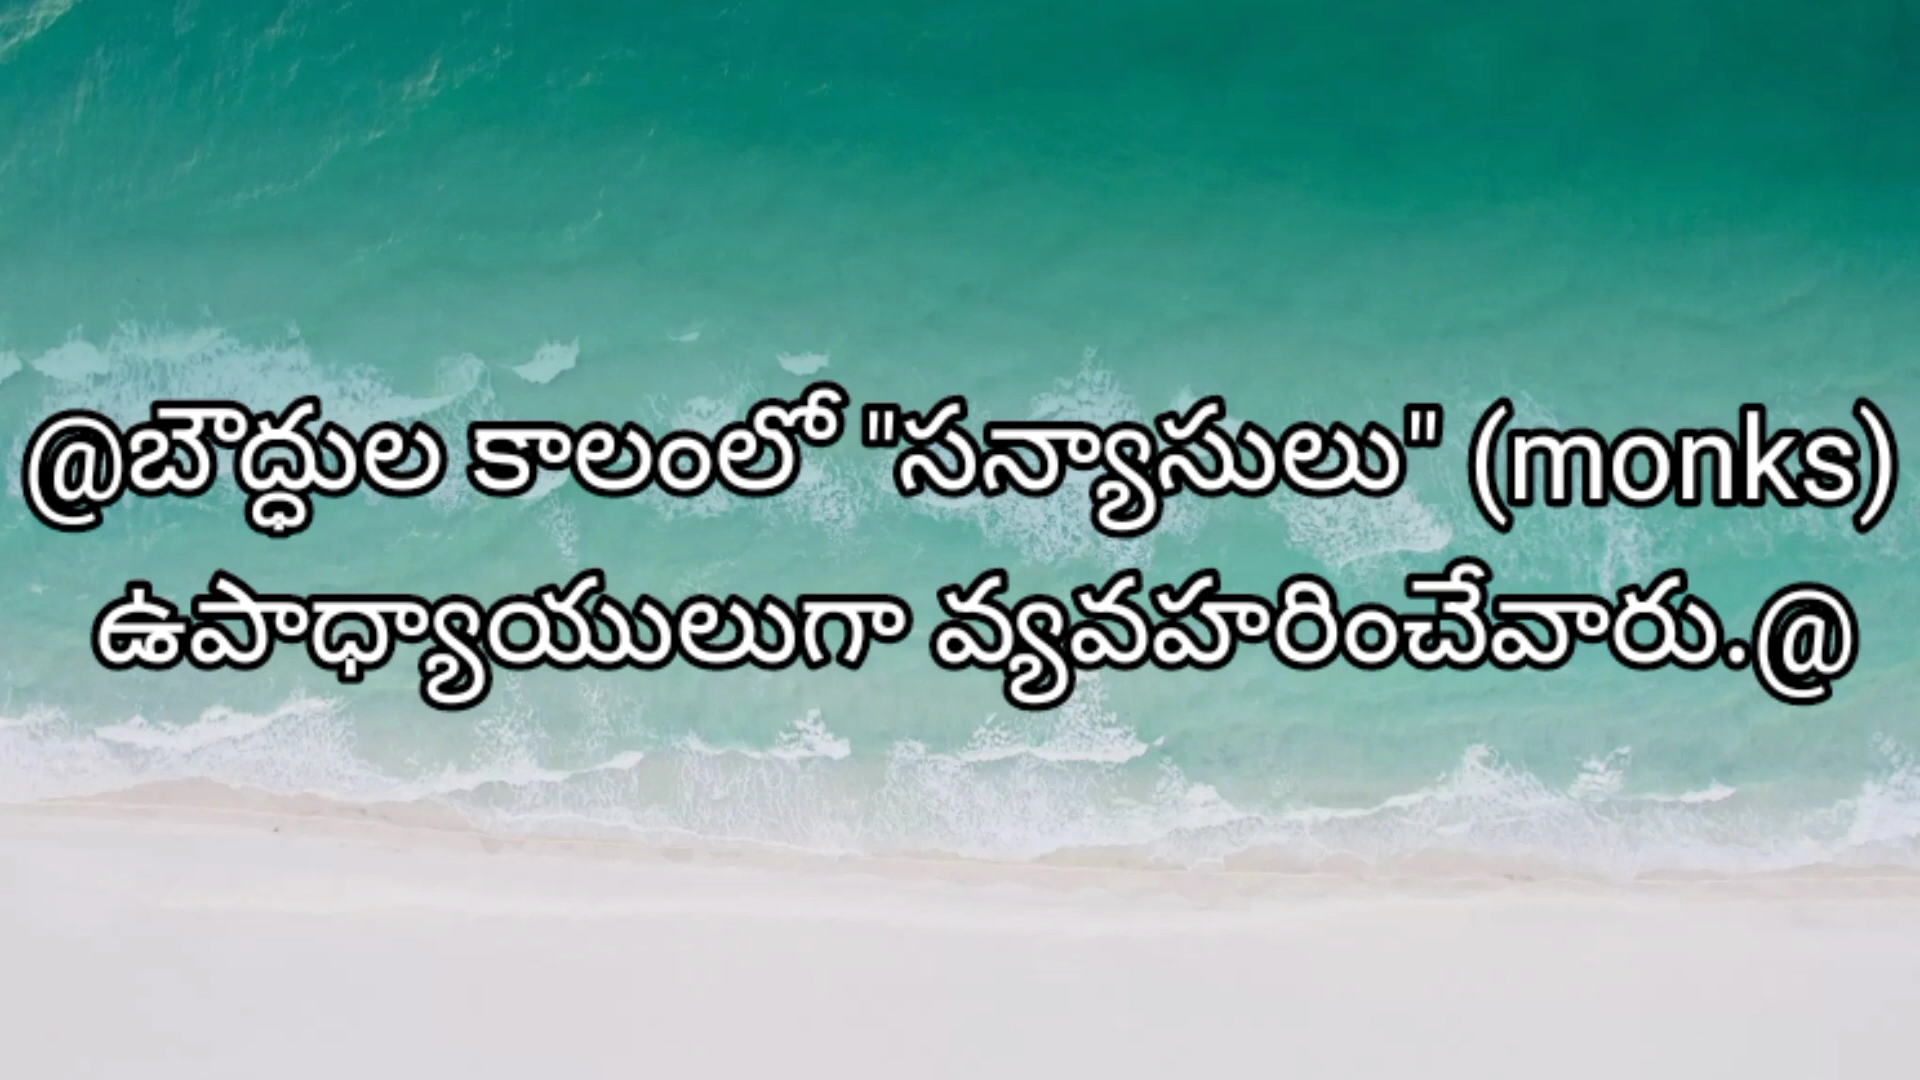 @బౌద్ధుల కాలంలో "సన్యాసులు" (monks)
ఉపాధ్యాయులుగా వ్యవహరించేవారు.@